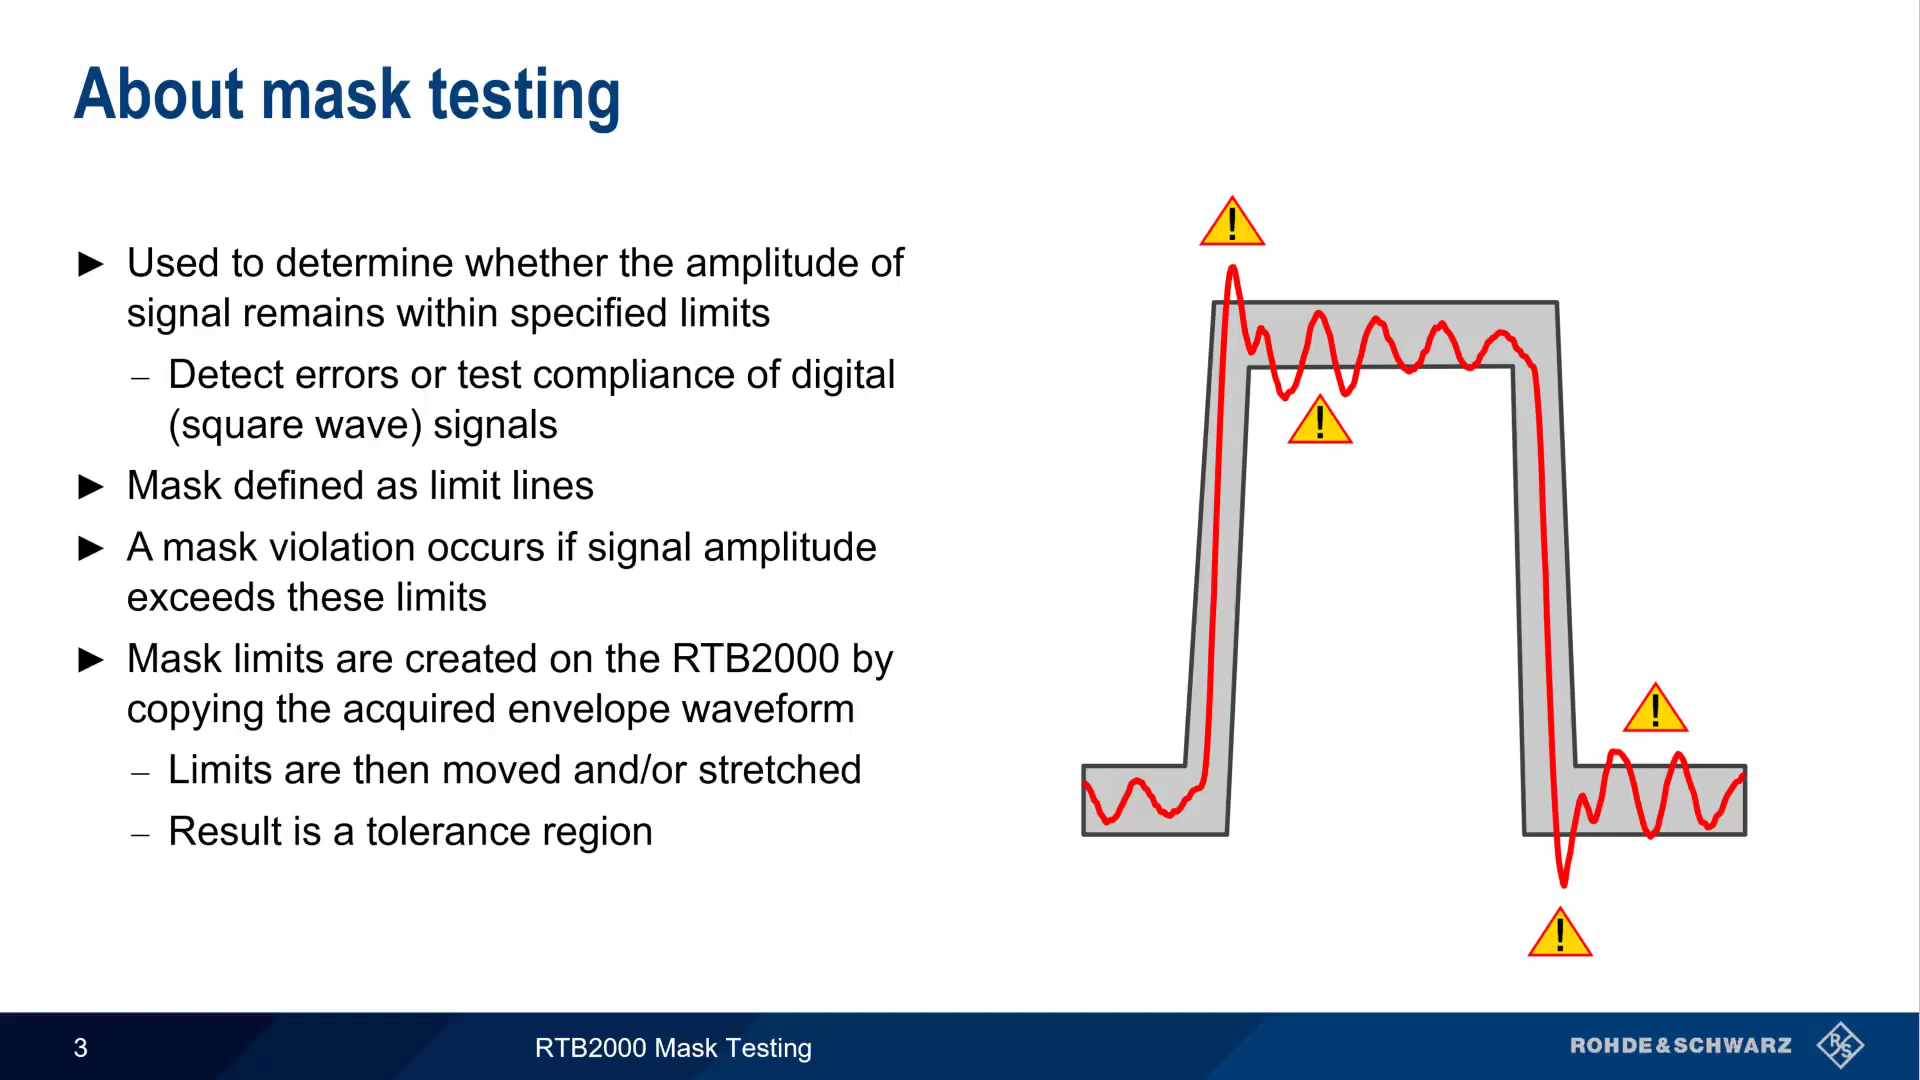 About mask testing
► Used to determine whether the amplitude of
signal remains within specified limits
– Detect errors or test compliance of digital
(square wave) signals
► Mask defined as limit lines
► A mask violation occurs if signal amplitude
exceeds these limits
► Mask limits are created on the RTB2000 by
copying the acquired envelope waveform
– Limits are then moved and/or stretched
– Result is a tolerance region
!
!
!
!
3
RTB2000 Mask Testing
ROHDE&SCHWARZ
R&S